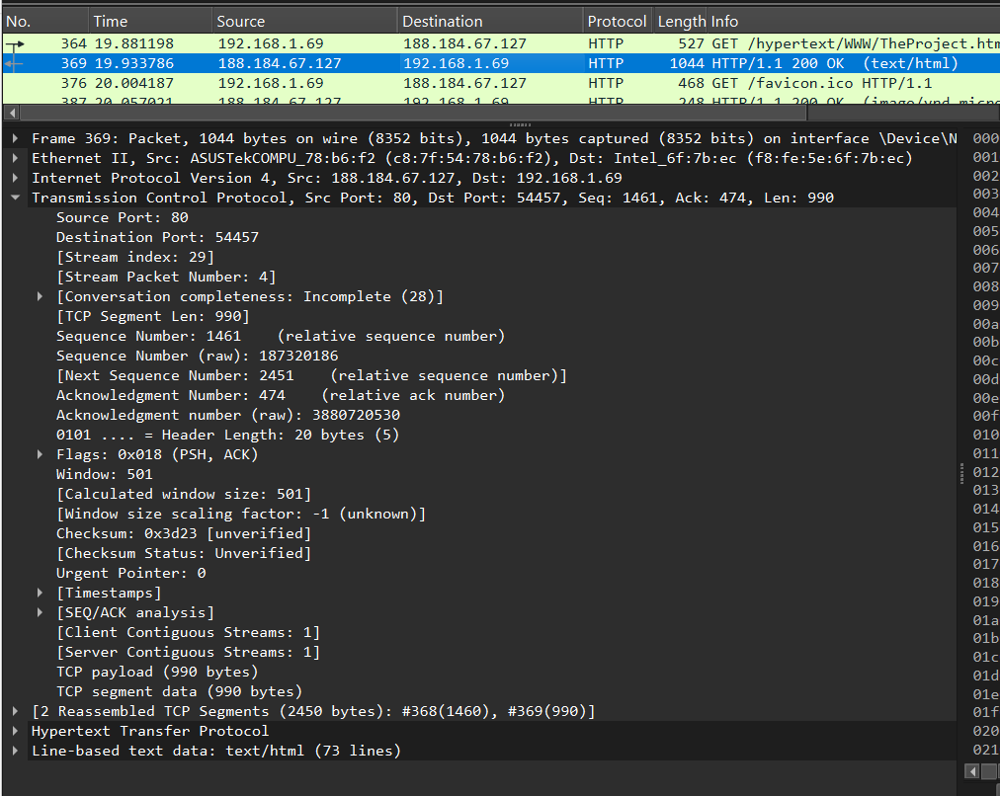 No. Time Source Destination Protocol Length Info
364 19.881198 192.168.1.69 188.184.67.127 HTTP 527 GET /hypertext/WWW/TheProject.htm
369 19.933786 188.184.67.127 192.168.1.69 HTTP 1044 HTTP/1.1 200 OK (text/html)
376 20.004187 192.168.1.69 188.184.67.127 HTTP 468 GET /favicon.ico HTTP/1.1
387 20.057021 188.184.67.127 192.168.1.69 HTTP 248 HTTP/1.1 200 OK (image/vnd.micro
Frame 369: Packet, 1044 bytes on wire (8352 bits), 1044 bytes captured (8352 bits) on interface \Device\N 000
Ethernet II, Src: ASUSTekCOMPU_78:b6:f2 (c8:7f:54:78:b6:f2), Dst: Intel_6f:7b:ec (f8:fe:5e:6f:7b:ec) 001
Internet Protocol Version 4, Src: 188.184.67.127, Dst: 192.168.1.69 002
Transmission Control Protocol, Src Port: 80, Dst Port: 54457, Seq: 1461, Ack: 474, Len: 990 003
Source Port: 80 004
Destination Port: 54457 005
[Stream index: 29] 006
[Stream Packet Number: 4] 007
[Conversation completeness: Incomplete (28)] 008
[TCP Segment Len: 990] 009
Sequence Number: 1461 (relative sequence number) 00a
Sequence Number (raw): 187320186 00b
[Next Sequence Number: 2451 (relative sequence number)] 00c
Acknowledgment Number: 474 (relative ack number) 00d
Acknowledgment number (raw): 3880720530 00e
0101 .... = Header Length: 20 bytes (5) 00f
Flags: 0x018 (PSH, ACK) 010
Window: 501 011
[Calculated window size: 501] 012
[Window size scaling factor: -1 (unknown)] 013
Checksum: 0x3d23 [unverified] 014
[Checksum Status: Unverified] 015
Urgent Pointer: 0 016
[Timestamps] 017
[SEQ/ACK analysis] 018
[Client Contiguous Streams: 1] 019
[Server Contiguous Streams: 1] 01a
TCP payload (990 bytes) 01b
TCP segment data (990 bytes) 01c
[2 Reassembled TCP Segments (2450 bytes): #368(1460), #369(990)] 01d
Hypertext Transfer Protocol 01e
Line-based text data: text/html (73 lines) 01f
020
021